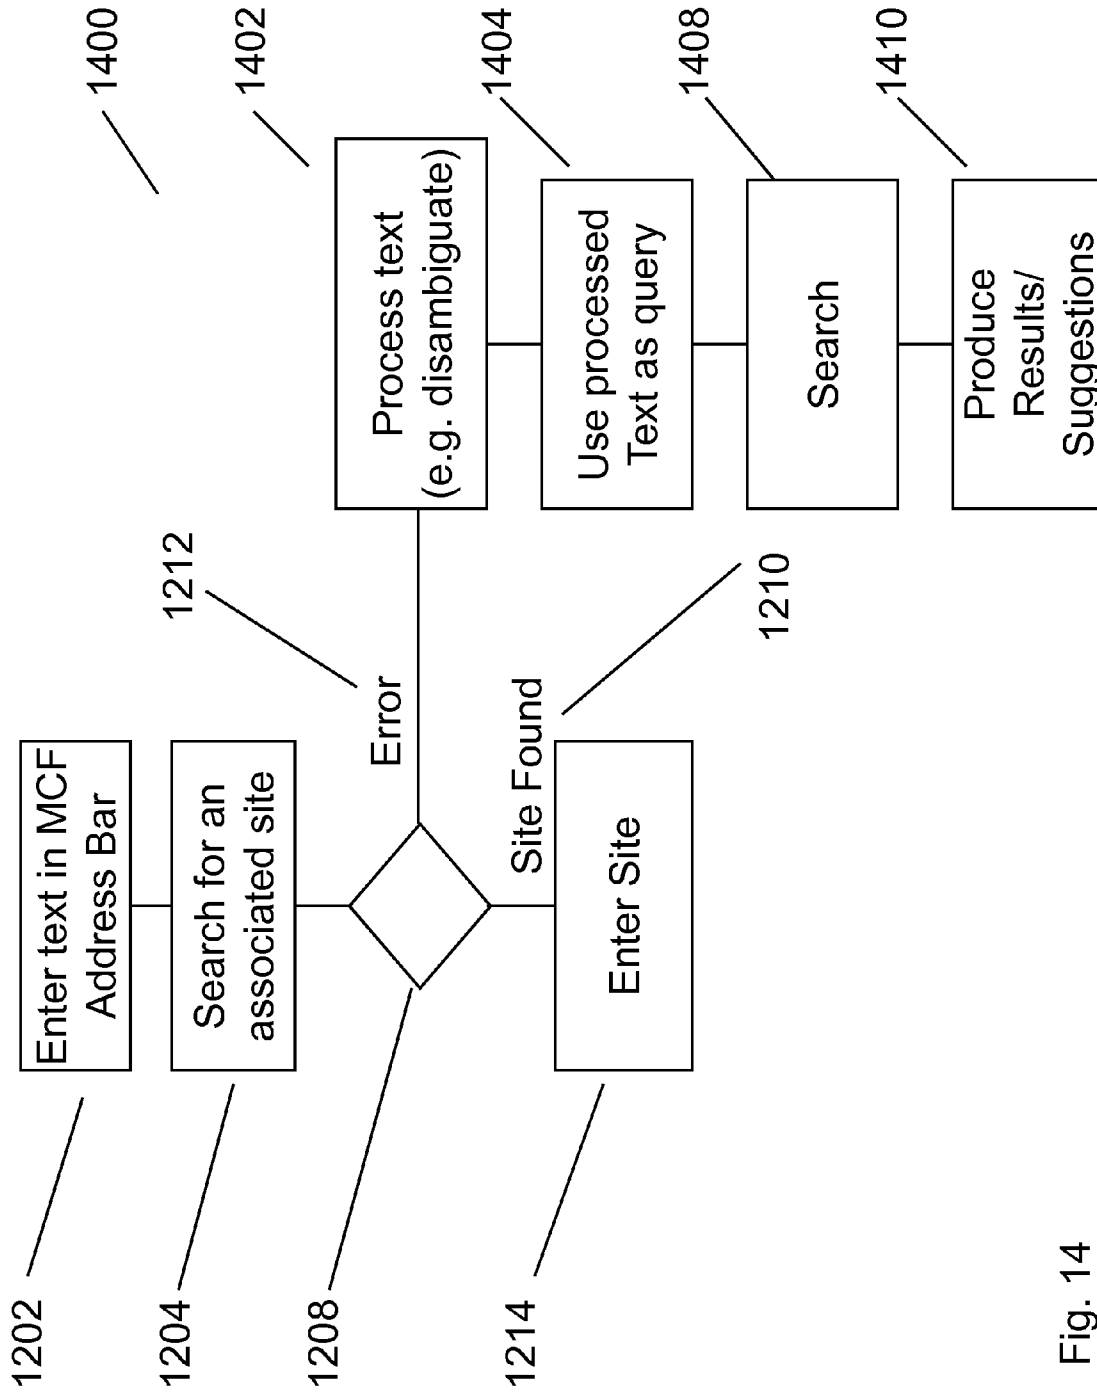 1400
1202
Enter text in MCF
Address Bar
1204
Search for an
associated site
1208
Error
1212
Site Found
1210
1214
Enter Site
1402
Process text
(e.g. disambiguate)
1404
Use processed
Text as query
1408
Search
1410
Produce
Results/
Suggestions
Fig. 14